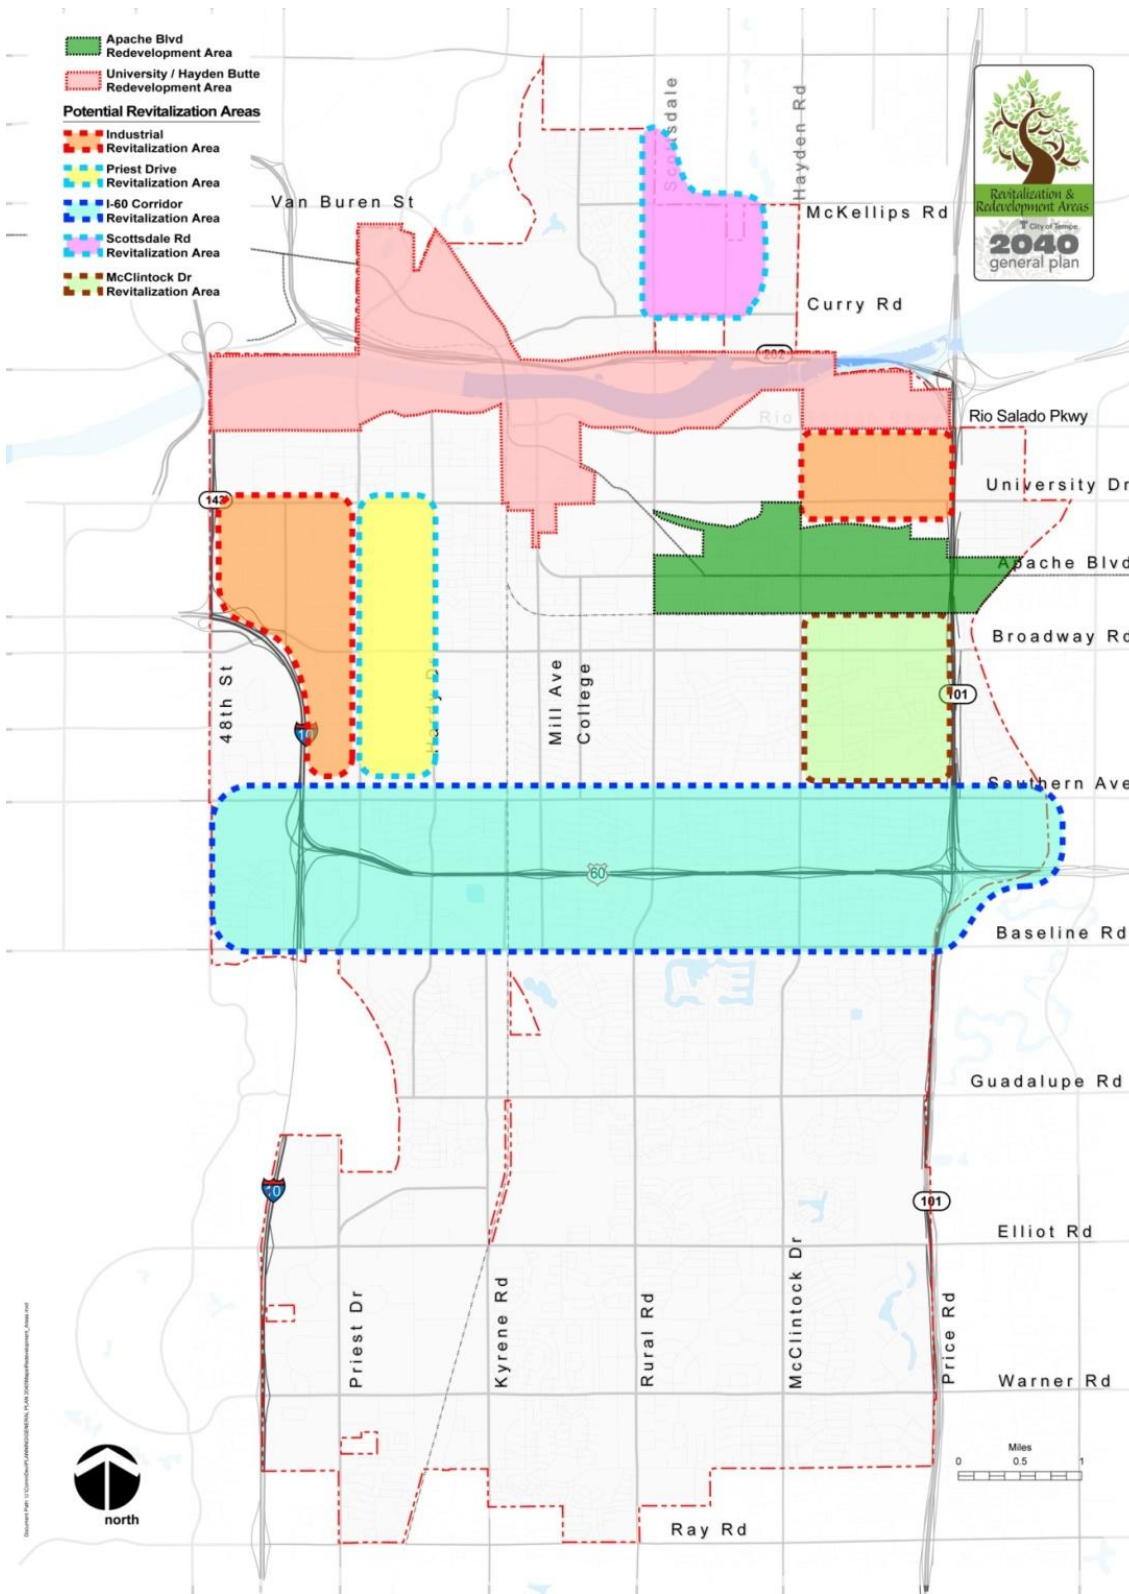 Apache Blvd
Redevelopment Area
University / Hayden Butte
Redevelopment Area
Potential Revitalization Areas
Industrial
Revitalization Area
Priest Drive
Revitalization Area
I-60 Corridor
Revitalization Area
Scottsdale Rd
Revitalization Area
McClintock Dr
Revitalization Area
Revitalization &
Redevelopment Areas
City of Tempe
2040
general plan
Scottsdale
Hayden Rd
Van Buren St
McKellips Rd
Curry Rd
202
Rio Salado Pkwy
University Dr
143
Apache Blvd
Broadway Rd
48th St
Hardy Dr
Mill Ave
College
101
10
Southern Ave
60
Baseline Rd
Guadalupe Rd
10
101
Elliot Rd
Priest Dr
Kyrene Rd
Rural Rd
McClintock Dr
Price Rd
Warner Rd
Miles
0 0.5 1
north
Ray Rd